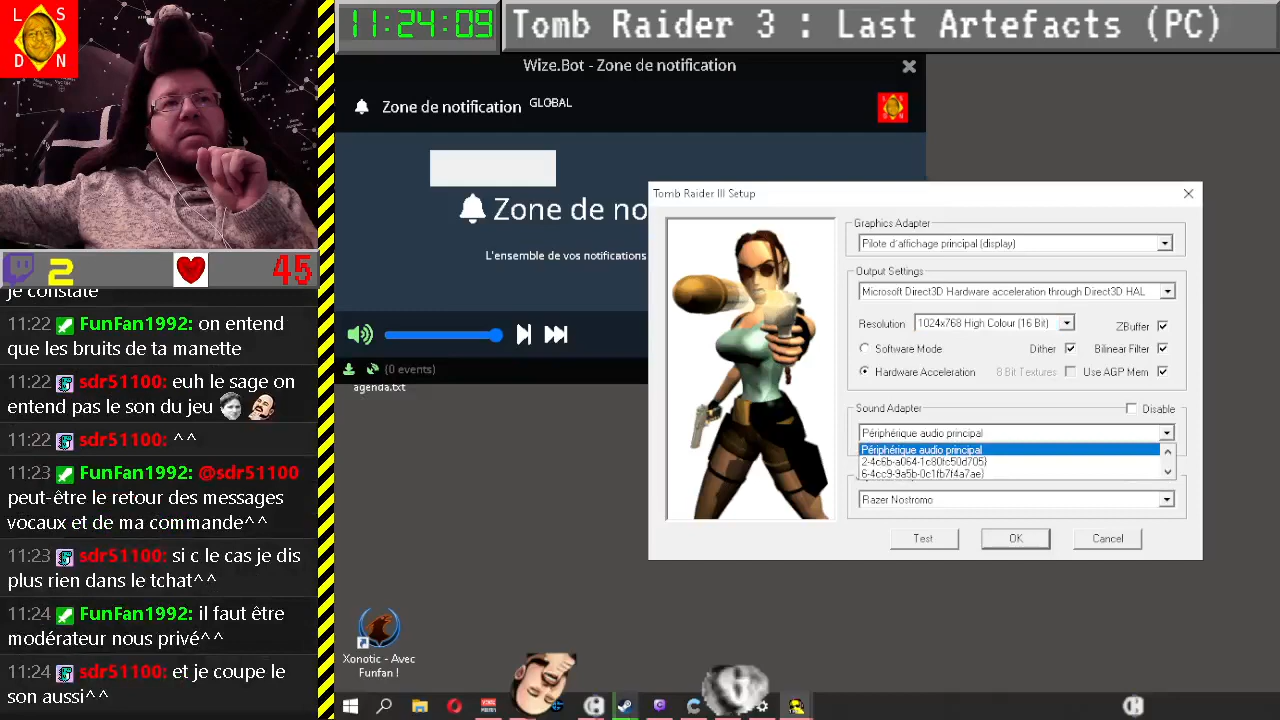 L S
D N
11:24:09
Tomb Raider 3 : Last Artefacts (PC)
Wize.Bot - Zone de notification
Zone de notification GLOBAL
Zone de no
L'ensemble de vos notifications
(0 events)
agenda.txt
2
45
je constate
11:22 FunFan1992: on entend
que les bruits de ta manette
11:22 sdr51100: euh le sage on
entend pas le son du jeu
11:22 sdr51100: ^^
11:23 FunFan1992: @sdr51100
peut-être le retour des messages
vocaux et de ma commande^^
11:23 sdr51100: si c le cas je dis
plus rien dans le tchat^^
11:24 FunFan1992: il faut être
modérateur nous privé^^
11:24 sdr51100: et je coupe le
son aussi^^
Tomb Raider III Setup
Graphics Adapter
Pilote d'affichage principal (display)
Output Settings
Microsoft Direct3D Hardware acceleration through Direct3D HAL
Resolution 1024x768 High Colour (16 Bit) ZBuffer
Software Mode Dither Bilinear Filter
Hardware Acceleration 8 Bit Textures Use AGP Mem
Sound Adapter Disable
Périphérique audio principal
Périphérique audio principal
2-4c6b-a064-1c80fc50d705}
6-4cc9-9a5b-0c1fb7f4a7ae}
Razer Nostromo
Test OK Cancel
Xonotic - Avec
Funfan !